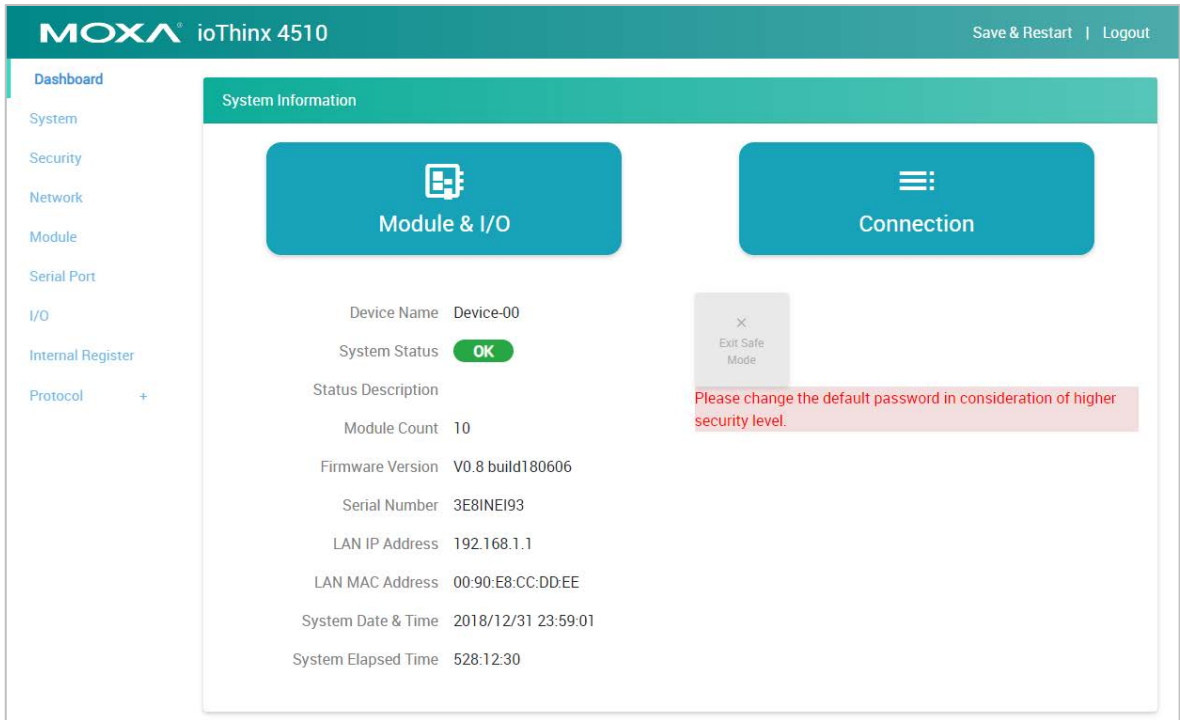 MOXA® ioThinx 4510
Save & Restart | Logout
Dashboard
System
Security
Network
Module
Serial Port
I/O
Internal Register
Protocol +
System Information
Module & I/O
Connection
Device Name Device-00
System Status OK
Status Description
Module Count 10
Firmware Version V0.8 build180606
Serial Number 3E8INEI93
LAN IP Address 192.168.1.1
LAN MAC Address 00:90:E8:CC:DD:EE
System Date & Time 2018/12/31 23:59:01
System Elapsed Time 528:12:30
× 
Exit Safe
Mode
Please change the default password in consideration of higher
security level.